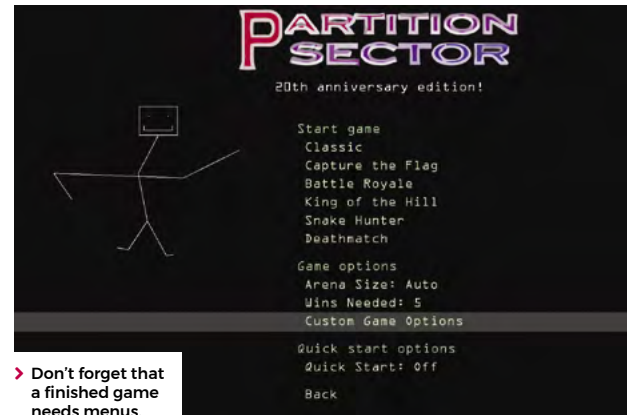 PARTITION
SECTOR
20th anniversary edition!
Start game
Classic
Capture the Flag
Battle Royale
King of the Hill
Snake Hunter
Deathmatch
Game options
Arena Size: Auto
Wins Needed: 5
Custom Game Options
Quick start options
Quick Start: Off
Back
Don't forget that
a finished game
needs menus